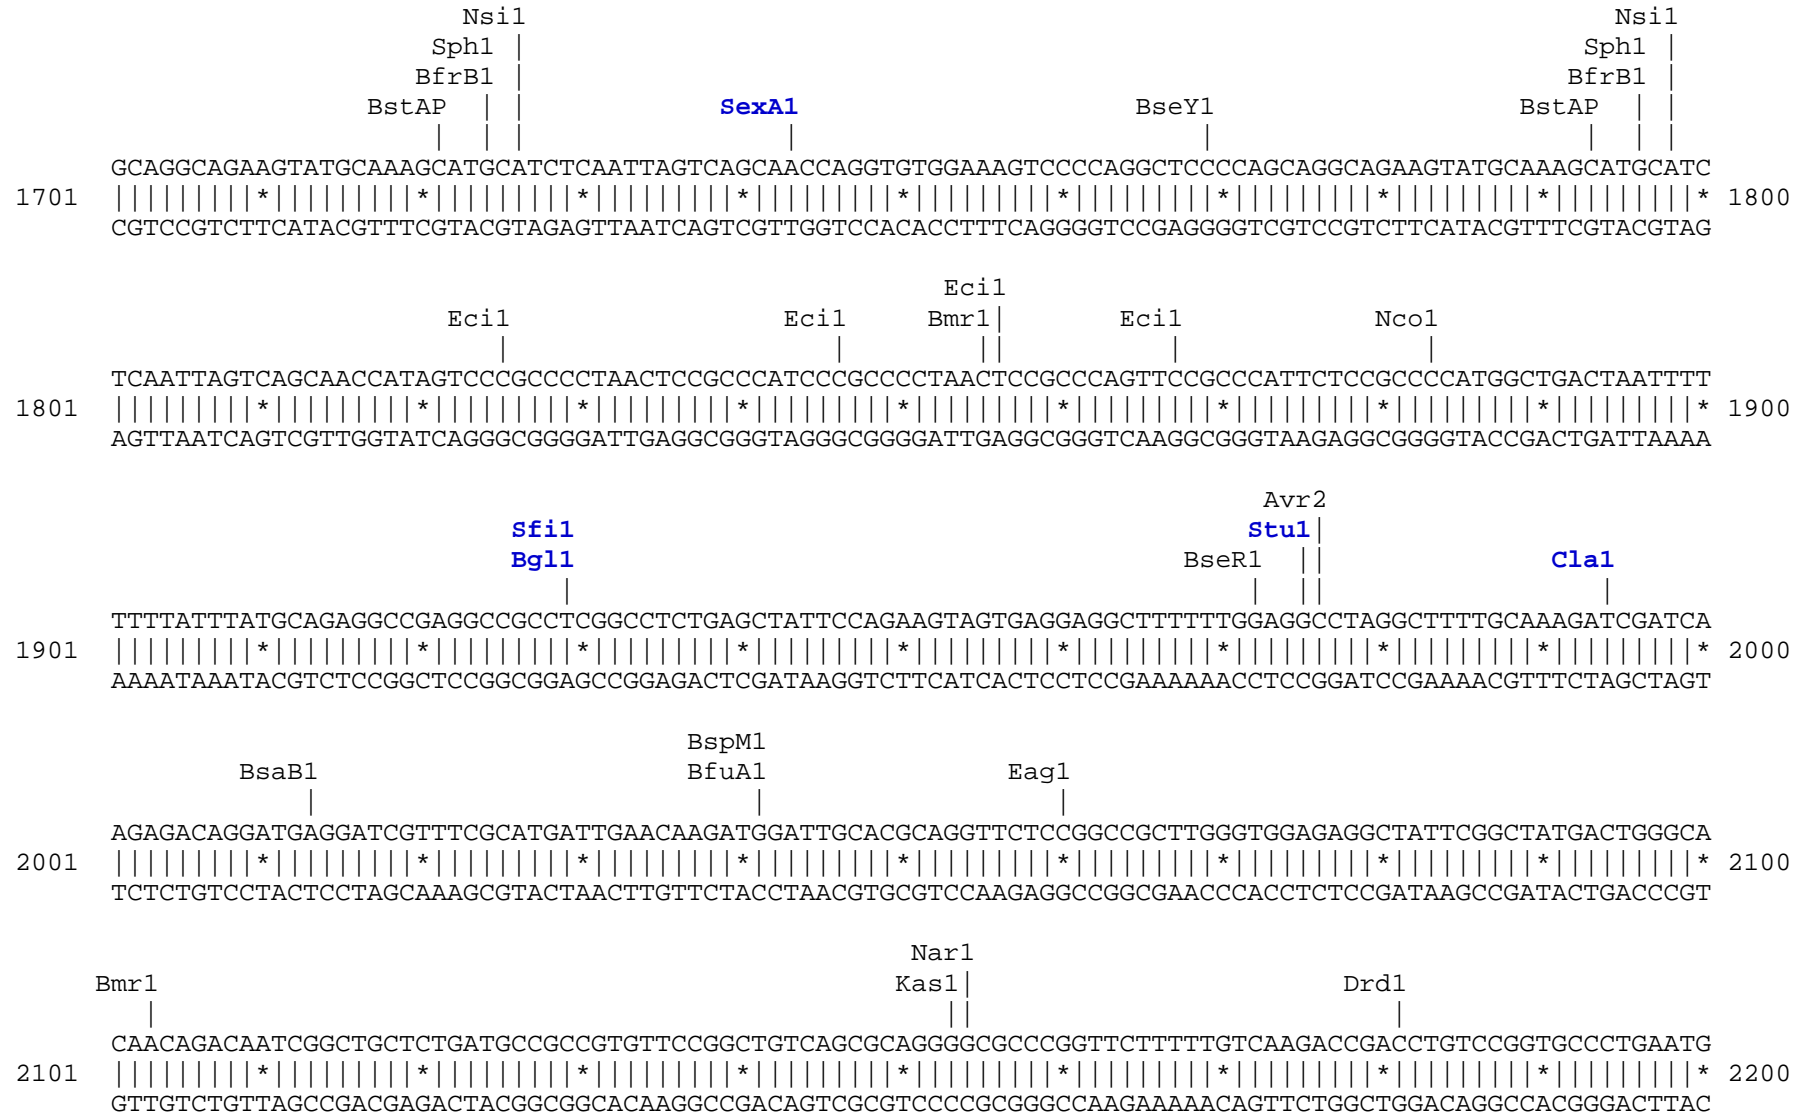 Nsi1 Nsi1
Sph1 | Sph1 |
BfrB1 | BfrB1 |
BstAP | | SexA1 BseY1 BstAP | |
| | | | | | | |
GCAGGCAGAAGTATGCAAAGCATGCATCTCAATTAGTCAGCAACCAGGTGTGGAAAGTCCCCAGGCTCCCCAGCAGGCAGAAGTATGCAAAGCATGCATC
1701 |||||||||*|||||||||*|||||||||*|||||||||*|||||||||*|||||||||*|||||||||*|||||||||*|||||||||*|||||||||* 1800
CGTCCGTCTTCATACGTTTCGTACGTAGAGTTAATCAGTCGTTGGTCCACACCTTTCAGGGGTCCGAGGGGTCGTCCGTCTTCATACGTTTCGTACGTAG
Eci1
Eci1 Eci1 Bmr1| Eci1 Nco1
| | || | |
TCAATTAGTCAGCAACCATAGTCCCGCCCCTAACTCCGCCCATCCCGCCCCTAACTCCGCCCAGTTCCGCCCATTCTCCGCCCCATGGCTGACTAATTTT
1801 |||||||||*|||||||||*|||||||||*|||||||||*|||||||||*|||||||||*|||||||||*|||||||||*|||||||||*|||||||||* 1900
AGTTAATCAGTCGTTGGTATCAGGGCGGGGATTGAGGCGGGTAGGGCGGGGATTGAGGCGGGTCAAGGCGGGTAAGAGGCGGGGTACCGACTGATTAAAA
Avr2
Sfi1 Stu1|
Bgl1 BseR1 || Cla1
| | || |
TTTTATTTATGCAGAGGCCGAGGCCGCCTCGGCCTCTGAGCTATTCCAGAAGTAGTGAGGAGGCTTTTTTGGAGGCCTAGGCTTTTGCAAAGATCGATCA
1901 |||||||||*|||||||||*|||||||||*|||||||||*|||||||||*|||||||||*|||||||||*|||||||||*|||||||||*|||||||||* 2000
AAAATAAATACGTCTCCGGCTCCGGCGGAGCCGGAGACTCGATAAGGTCTTCATCACTCCTCCGAAAAAACCTCCGGATCCGAAAACGTTTCTAGCTAGT
BspM1
BsaB1 BfuA1 Eag1
| | |
AGAGACAGGATGAGGATCGTTTCGCATGATTGAACAAGATGGATTGCACGCAGGTTCTCCGGCCGCTTGGGTGGAGAGGCTATTCGGCTATGACTGGGCA
2001 |||||||||*|||||||||*|||||||||*|||||||||*|||||||||*|||||||||*|||||||||*|||||||||*|||||||||*|||||||||* 2100
TCTCTGTCCTACTCCTAGCAAAGCGTACTAACTTGTTCTACCTAACGTGCGTCCAAGAGGCCGGCGAACCCACCTCTCCGATAAGCCGATACTGACCCGT
Nar1
Bmr1 Kas1| Drd1
| || |
CAACAGACAATCGGCTGCTCTGATGCCGCCGTGTTCCGGCTGTCAGCGCAGGGGCGCCCGGTTCTTTTTGTCAAGACCGACCTGTCCGGTGCCCTGAATG
2101 |||||||||*|||||||||*|||||||||*|||||||||*|||||||||*|||||||||*|||||||||*|||||||||*|||||||||*|||||||||* 2200
GTTGTCTGTTAGCCGACGAGACTACGGCGGCACAAGGCCGACAGTCGCGTCCCCGCGGGCCAAGAAAAACAGTTCTGGCTGGACAGGCCACGGGACTTAC